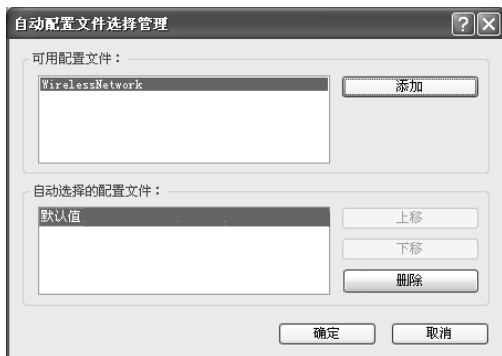 自动配置文件选择管理
可用配置文件：
WirelessNetwork
添加
自动选择的配置文件：
默认值
上移
下移
删除
确定
取消